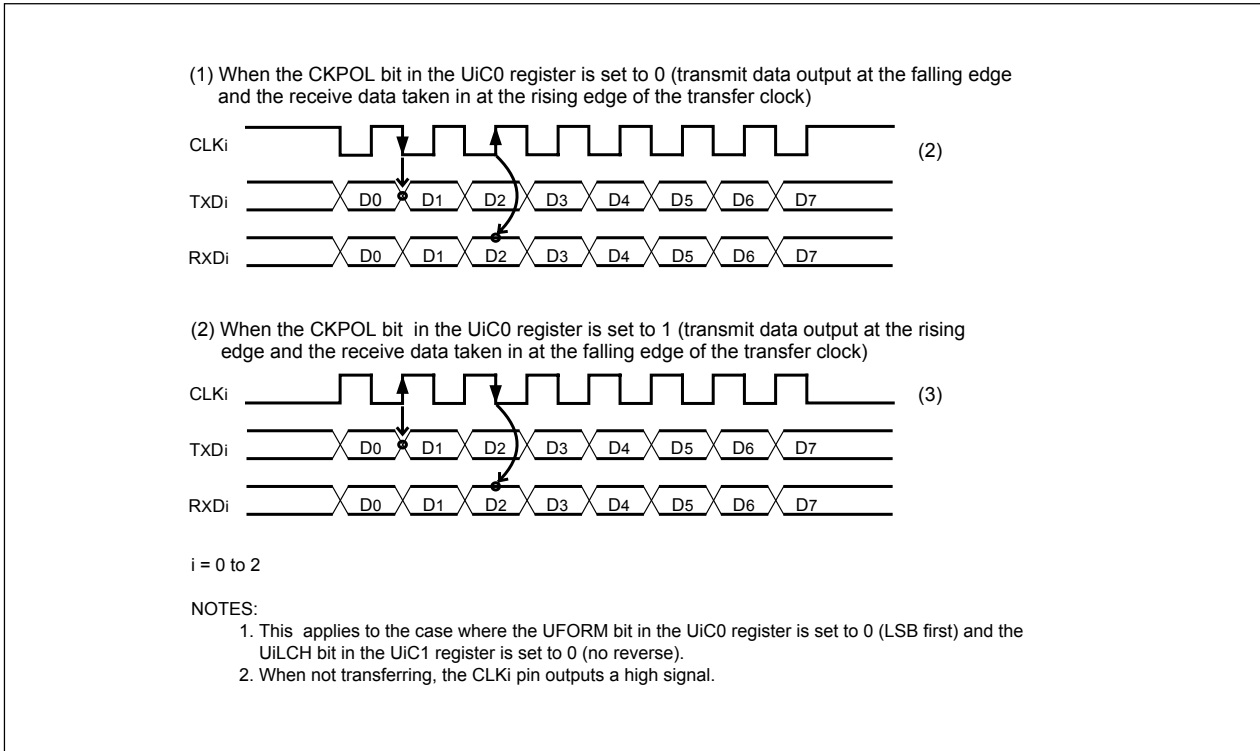 (1) When the CKPOL bit in the UiC0 register is set to 0 (transmit data output at the falling edge
and the receive data taken in at the rising edge of the transfer clock)
CLKi
(2)
TXDi D0 D1 D2 D3 D4 D5 D6 D7
RXDi D0 D1 D2 D3 D4 D5 D6 D7
(2) When the CKPOL bit in the UiC0 register is set to 1 (transmit data output at the rising
edge and the receive data taken in at the falling edge of the transfer clock)
CLKi
(3)
TXDi D0 D1 D2 D3 D4 D5 D6 D7
RXDi D0 D1 D2 D3 D4 D5 D6 D7
i = 0 to 2
NOTES:
1. This applies to the case where the UFORM bit in the UiC0 register is set to 0 (LSB first) and the
UiLCH bit in the UiC1 register is set to 0 (no reverse).
2. When not transferring, the CLKi pin outputs a high signal.